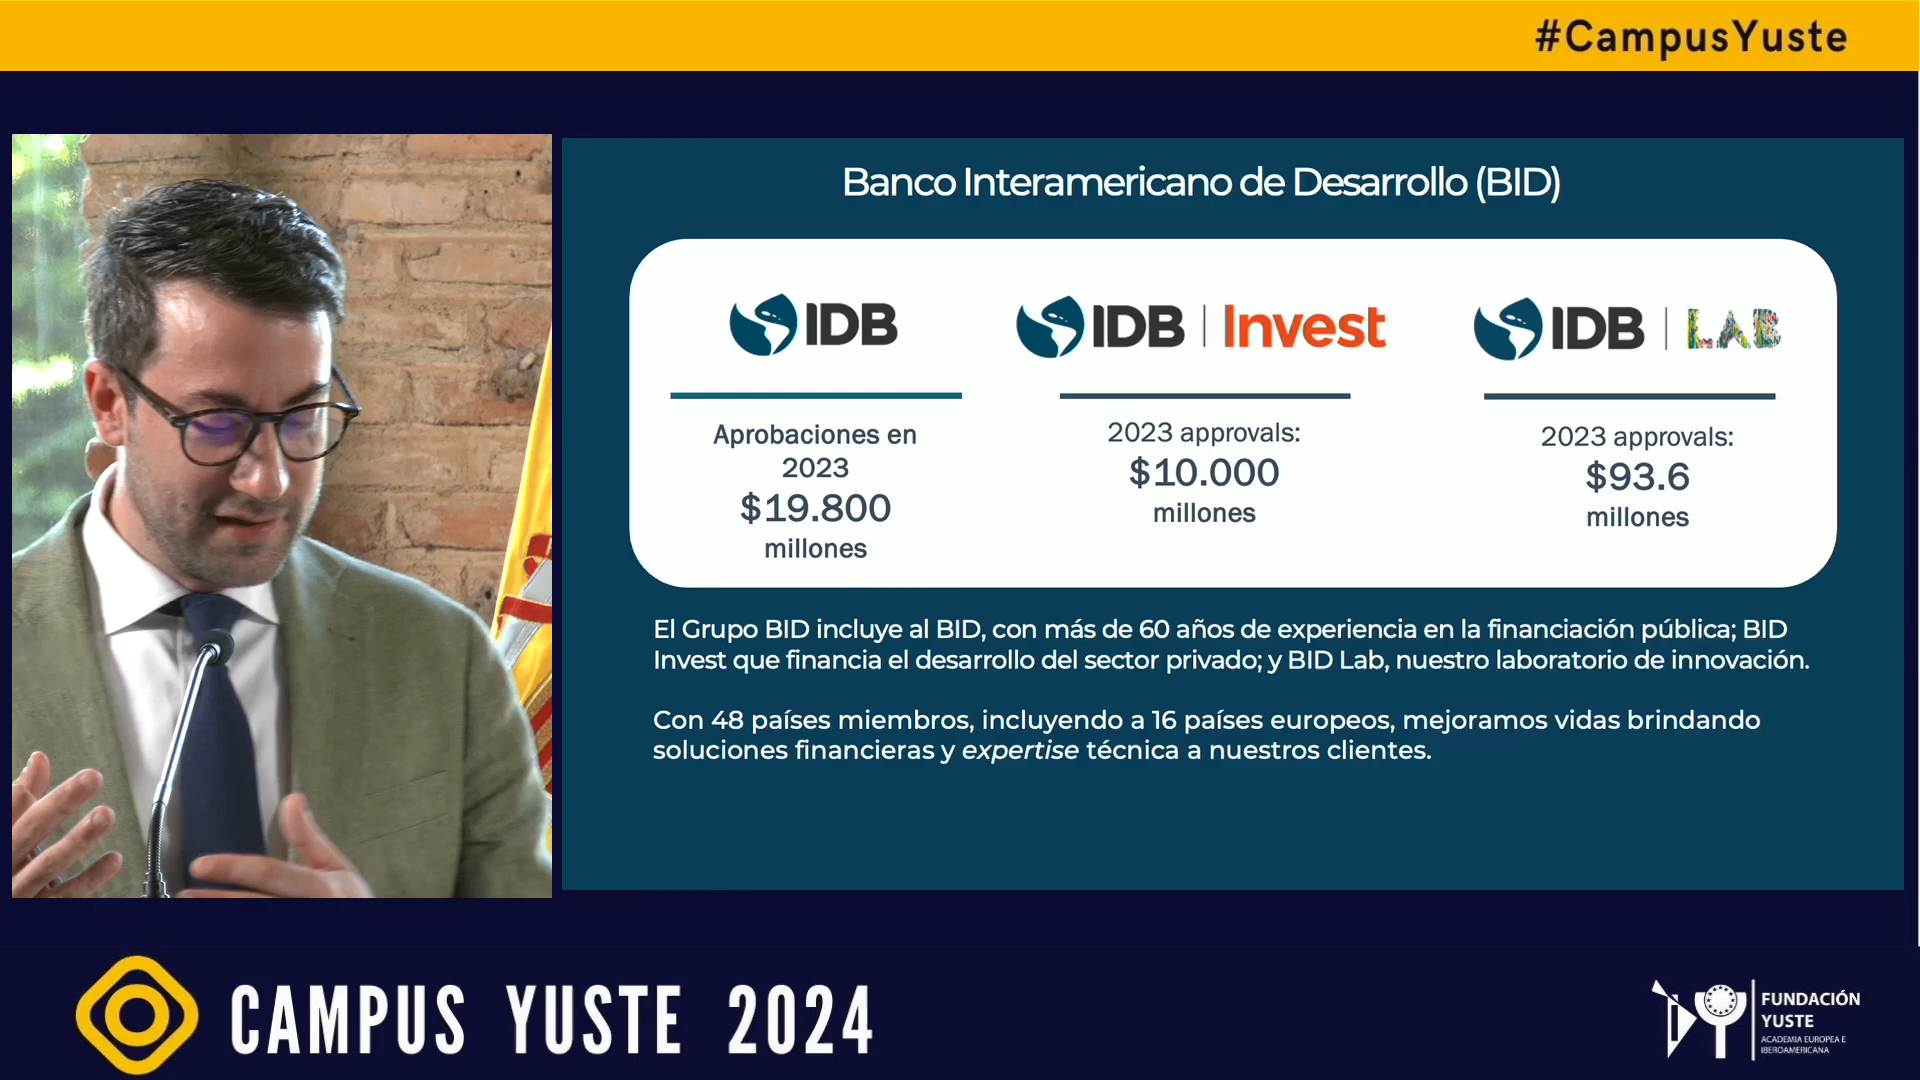 #CampusYuste
Banco Interamericano de Desarrollo (BID)
IDB
Aprobaciones en
2023
$19.800
millones
IDB | Invest
2023 approvals:
$10.000
millones
IDB | LAB
2023 approvals:
$93.6
millones
El Grupo BID incluye al BID, con más de 60 años de experiencia en la financiación pública; BID
Invest que financia el desarrollo del sector privado; y BID Lab, nuestro laboratorio de innovación.
Con 48 países miembros, incluyendo a 16 países europeos, mejoramos vidas brindando
soluciones financieras y expertise técnica a nuestros clientes.
CAMPUS YUSTE 2024
FUNDACIÓN
YUSTE
ACADEMIA EUROPEA E
IBEROAMERICANA